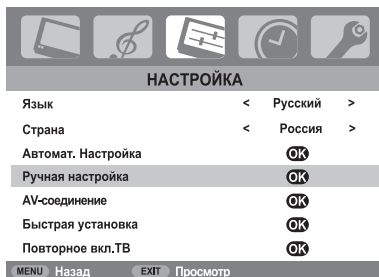 НАСТРОЙКА
Язык < Русский >
Страна < Россия >
Автомат. Настройка OK
Ручная настройка OK
AV-соединение OK
Быстрая установка OK
Повторное вкл.ТВ OK
MENU Назад EXIT Просмотр